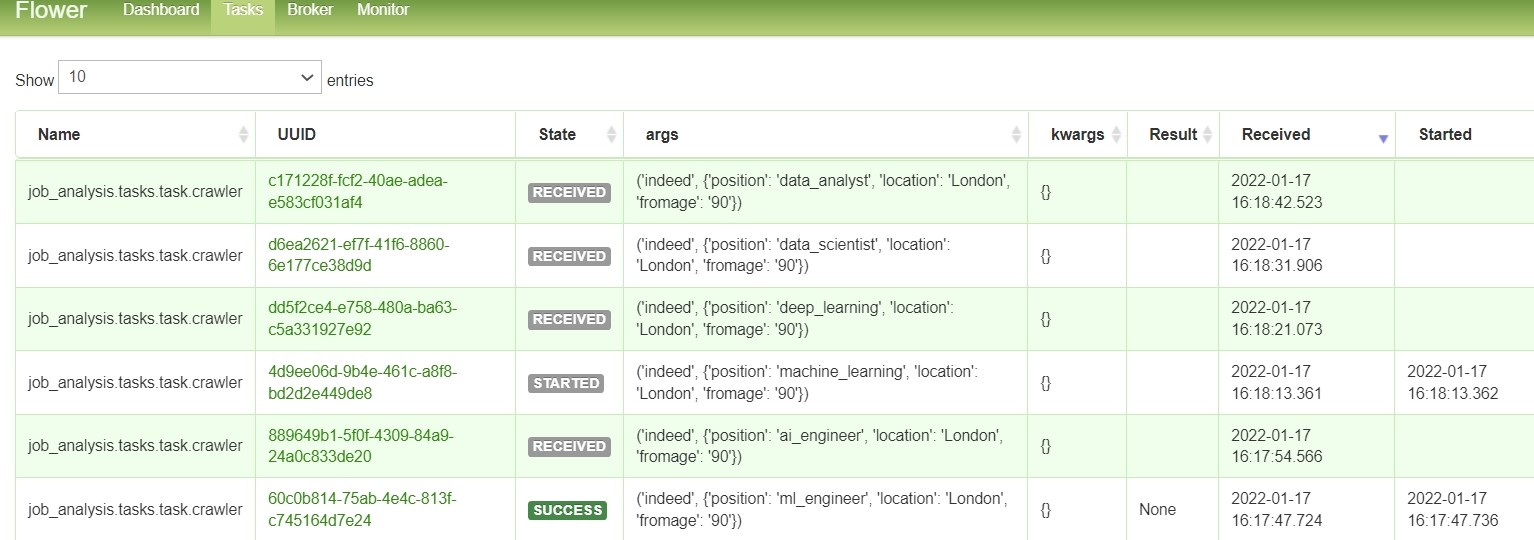 Flower Dashboard Tasks Broker Monitor
Show 10 entries
Name UUID State args kwargs Result Received Started
job_analysis.tasks.task.crawler c171228f-fcf2-40ae-adea- RECEIVED ('indeed', {'position': 'data_analyst', 'location': 'London', {} 2022-01-17
e583cf031af4 'fromage': '90'}) 16:18:42.523
job_analysis.tasks.task.crawler d6ea2621-ef7f-41f6-8860- RECEIVED ('indeed', {'position': 'data_scientist', 'location': {} 2022-01-17
6e177ce38d9d 'London', 'fromage': '90'}) 16:18:31.906
job_analysis.tasks.task.crawler dd5f2ce4-e758-480a-ba63- RECEIVED ('indeed', {'position': 'deep_learning', 'location': {} 2022-01-17
c5a331927e92 'London', 'fromage': '90'}) 16:18:21.073
job_analysis.tasks.task.crawler 4d9ee06d-9b4e-461c-a8f8- STARTED ('indeed', {'position': 'machine_learning', 'location': {} 2022-01-17 2022-01-17
bd2d2e449de8 'London', 'fromage': '90'}) 16:18:13.361 16:18:13.362
job_analysis.tasks.task.crawler 889649b1-5f0f-4309-84a9- RECEIVED ('indeed', {'position': 'ai_engineer', 'location': 'London', {} 2022-01-17
24a0c833de20 'fromage': '90'}) 16:17:54.566
job_analysis.tasks.task.crawler 60c0b814-75ab-4e4c-813f- SUCCESS ('indeed', {'position': 'ml_engineer', 'location': 'London', {} None 2022-01-17 2022-01-17
c745164d7e24 'fromage': '90'}) 16:17:47.724 16:17:47.736